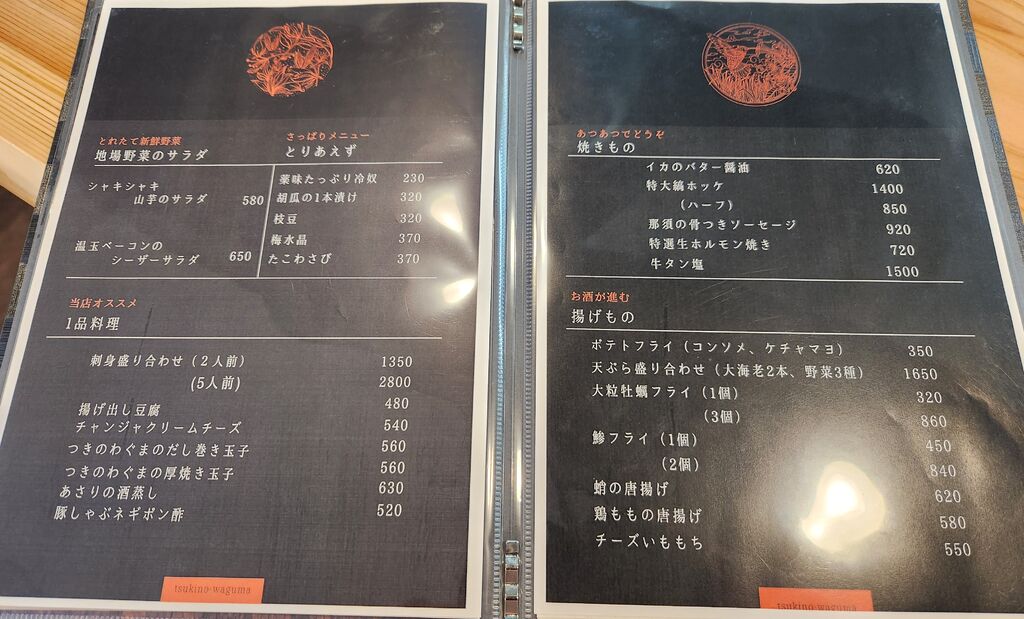 とれたて新鮮野菜
地場野菜のサラダ
シャキシャキ
山芋のサラダ 580
温玉ベーコンの
シーザーサラダ 650
さっぱりメニュー
とりあえず
薬味たっぷり冷奴 230
胡瓜の1本漬け 320
枝豆 320
梅水晶 370
たこわさび 370
当店オススメ
1品料理
刺身盛り合わせ（２人前） 1350
(5人前) 2800
揚げ出し豆腐 480
チャンジャクリームチーズ 540
つきのわぐまのだし巻き玉子 560
つきのわぐまの厚焼き玉子 560
あさりの酒蒸し 630
豚しゃぶネギポン酢 520
tsukino-waguma
あつあつでどうぞ
焼きもの
イカのバター醤油 620
特大縞ホッケ 1400
（ハーフ） 850
那須の骨つきソーセージ 920
特選生ホルモン焼き 720
牛タン塩 1500
お酒が進む
揚げもの
ポテトフライ（コンソメ、ケチャマヨ） 350
天ぷら盛り合わせ（大海老2本、野菜3種） 1650
大粒牡蠣フライ（1個） 320
（3個） 860
鯵フライ（1個） 450
（2個） 840
蛸の唐揚げ 620
鶏ももの唐揚げ 580
チーズいももち 550
tsukino-waguma